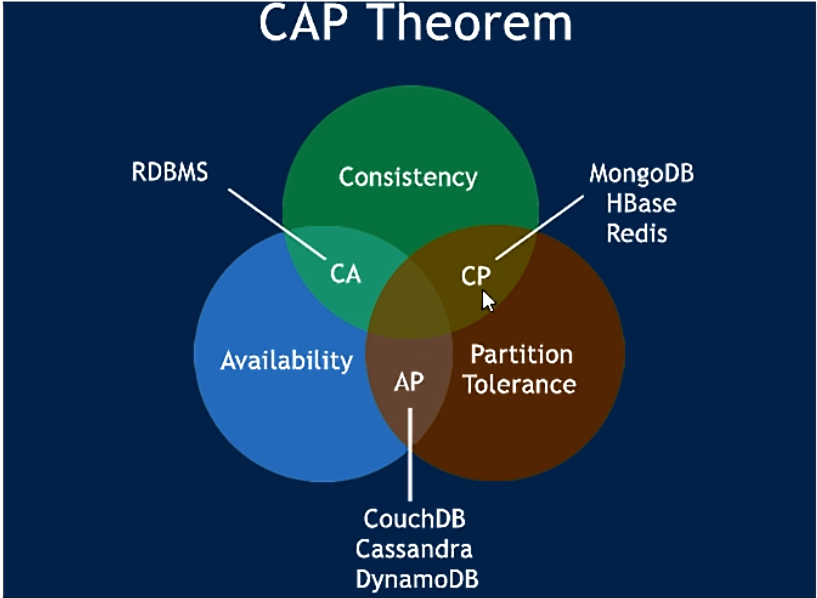 CAP Theorem
RDBMS
Consistency
MongoDB
HBase
Redis
CA
CP
Availability
Partition
Tolerance
AP
CouchDB
Cassandra
DynamoDB